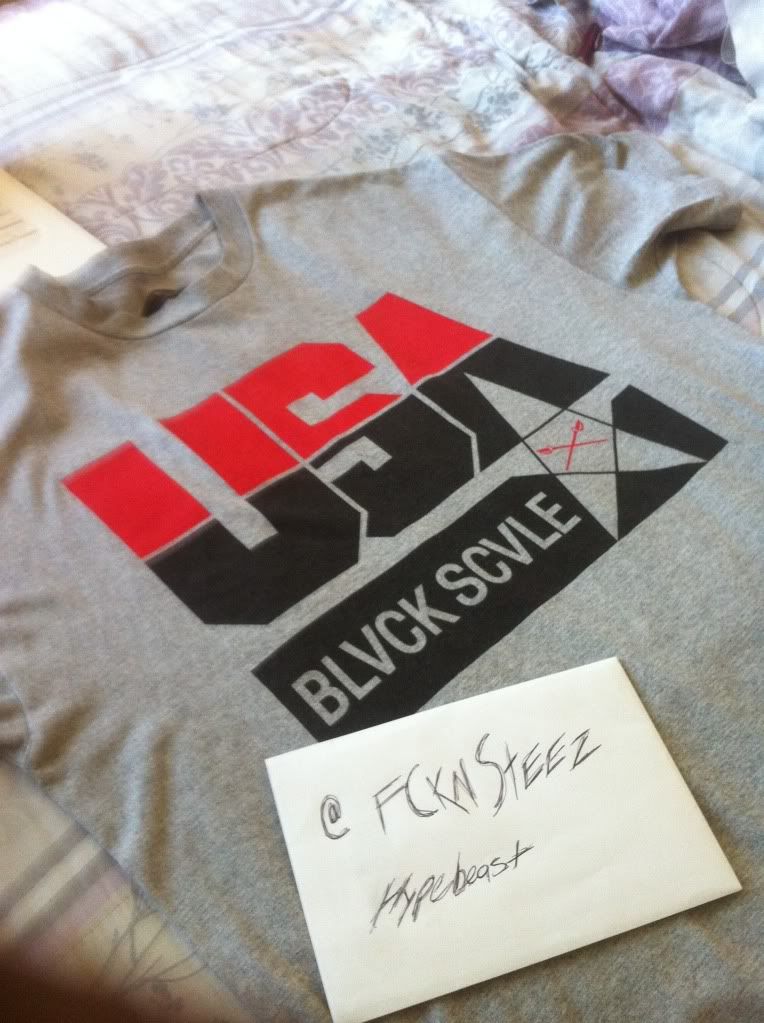 USA
BLVCK SCVLE
@ FCKNSTEEZ
Hypebeast